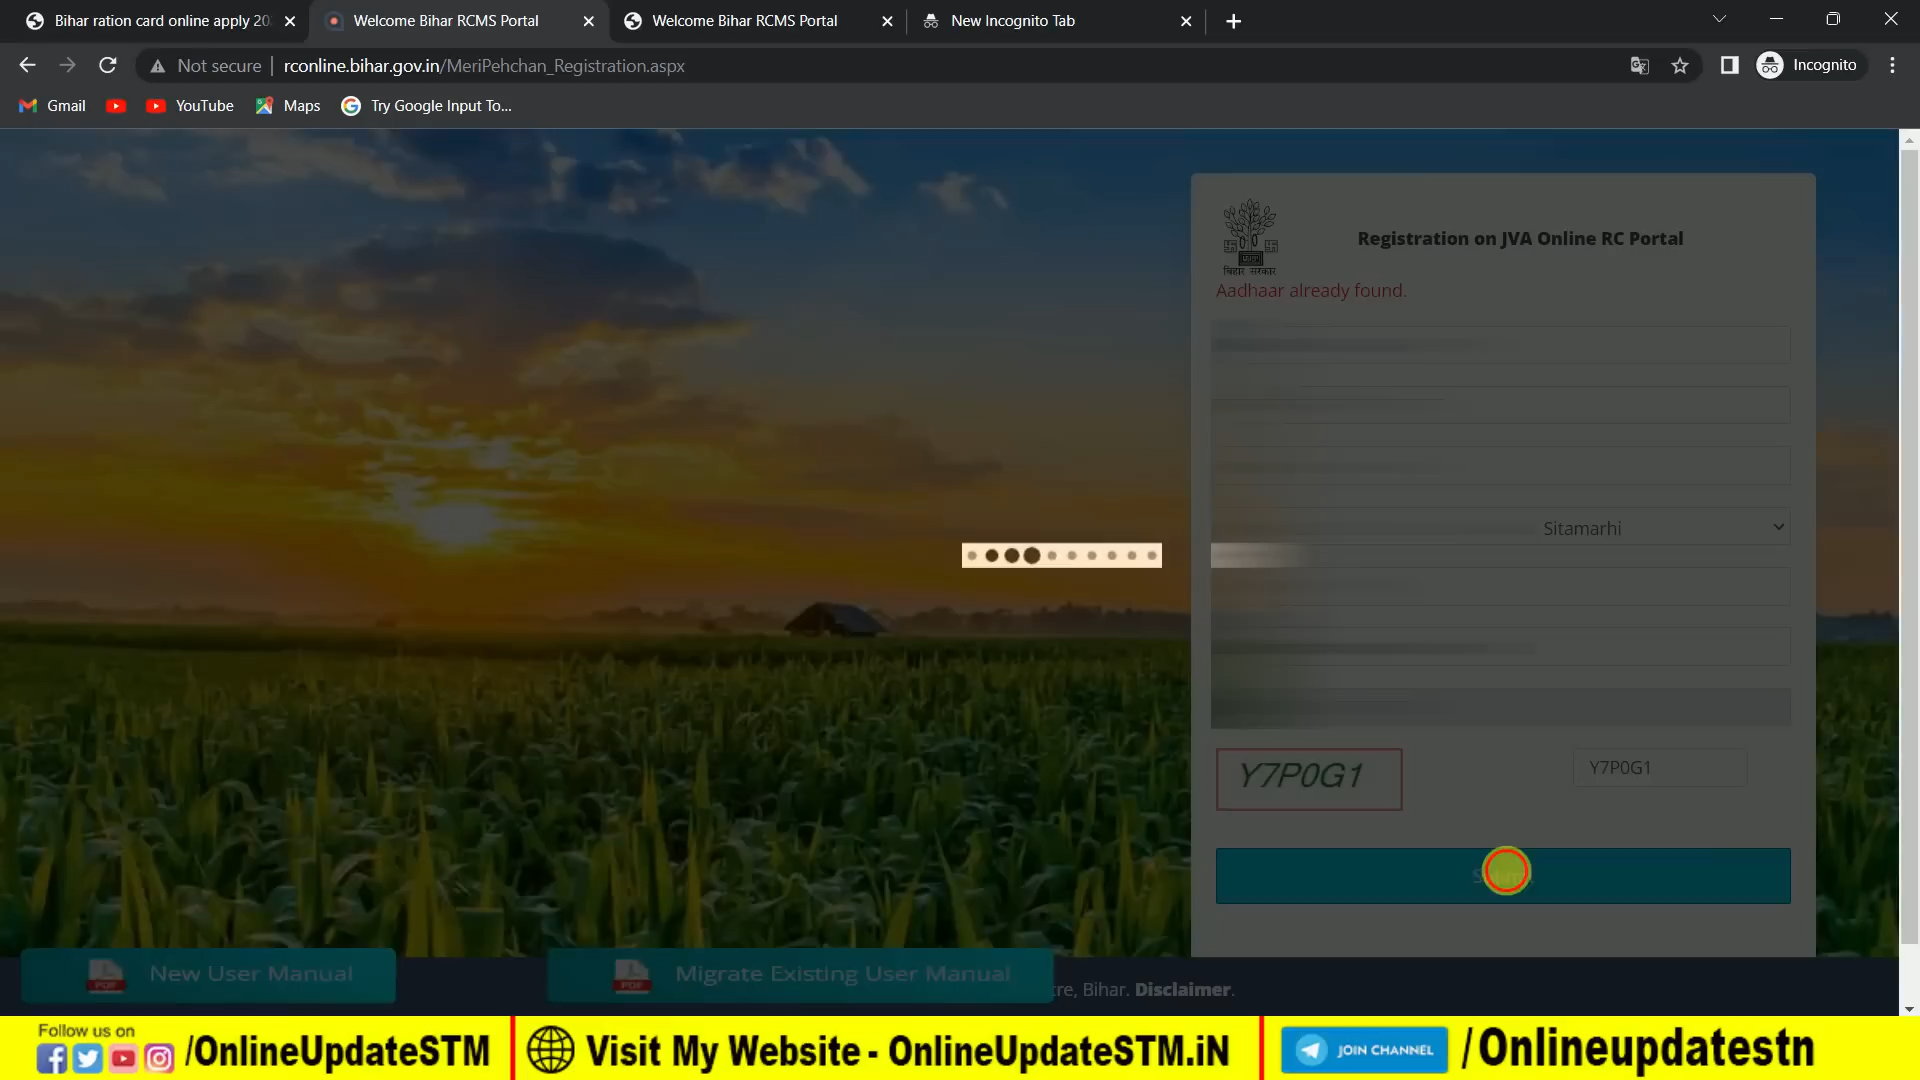 Bihar ration card online apply 20
Welcome Bihar RCMS Portal
Welcome Bihar RCMS Portal
New Incognito Tab
Not secure
rconline.bihar.gov.in/MeriPehchan_Registration.aspx
Incognito
Gmail
YouTube
Maps
Try Google Input To...
Registration on JVA Online RC Portal
बिहार सरकार
Aadhaar already found.
Sitamarhi
Y7P0G1
Y7P0G1
PDF New User Manual
PDF Migrate Existing User Manual
tre, Bihar. Disclaimer.
Follow us on
/OnlineUpdateSTM
Visit My Website - OnlineUpdateSTM.iN
JOIN CHANNEL
/Onlineupdatestn